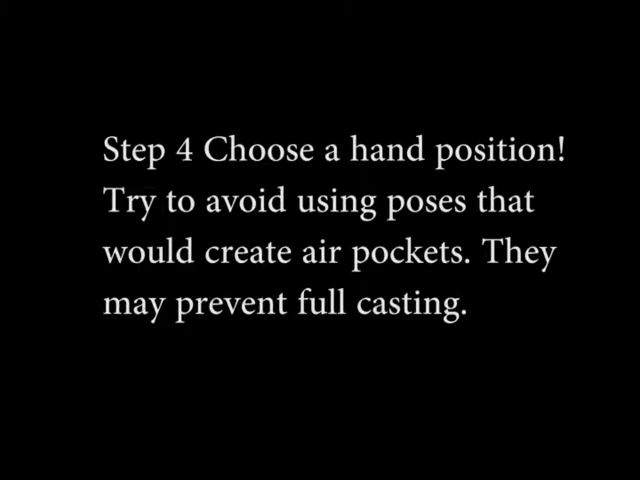 Step 4 Choose a hand position!
Try to avoid using poses that
would create air pockets. They
may prevent full casting.